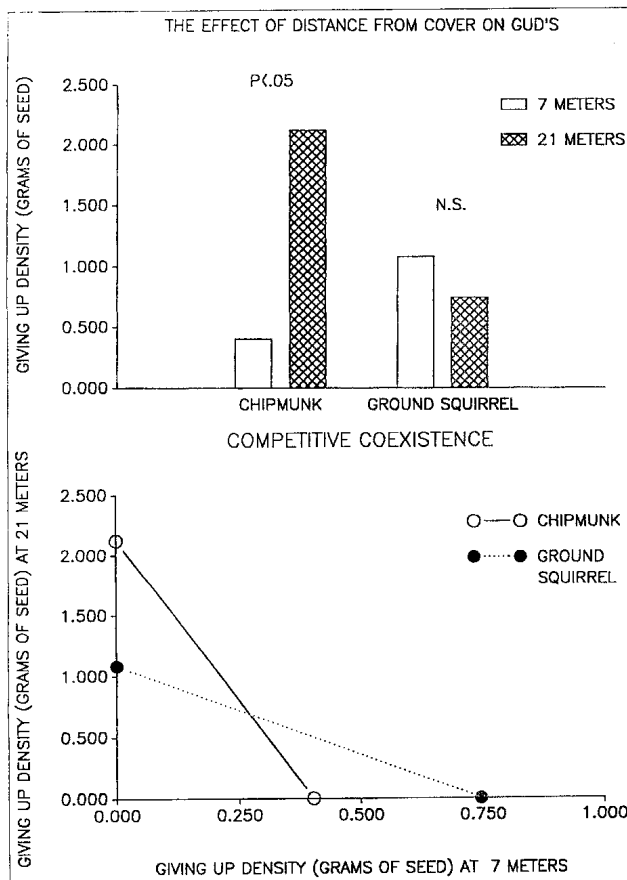 THE EFFECT OF DISTANCE FROM COVER ON GUD'S
P<.05
2.500
2.000
1.500
1.000
0.500
0.000
GIVING UP DENSITY (GRAMS OF SEED)
7 METERS
21 METERS
N.S.
CHIPMUNK
GROUND SQUIRREL
COMPETITIVE COEXISTENCE
2.500
2.000
1.500
1.000
0.500
0.000
GIVING UP DENSITY (GRAMS OF SEED) AT 21 METERS
CHIPMUNK
GROUND
SQUIRREL
0.000
0.250
0.500
0.750
1.000
GIVING UP DENSITY (GRAMS OF SEED) AT 7 METERS